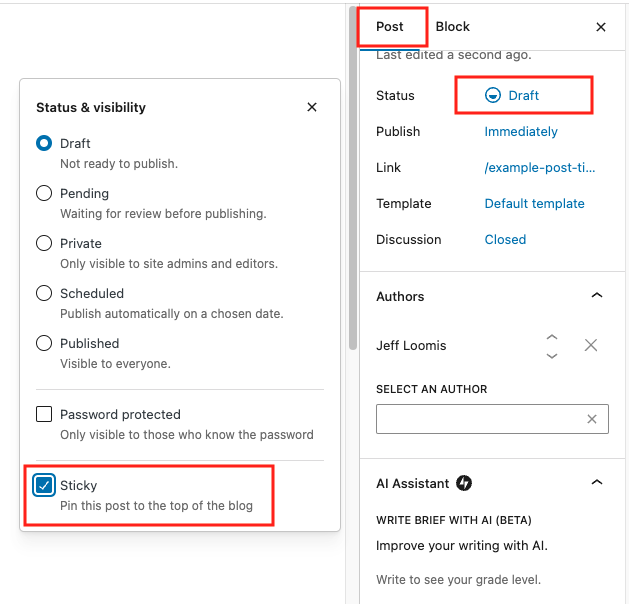 Post
Block
Last edited a second ago.
Status
Draft
Publish
Immediately
Link
/example-post-ti...
Template
Default template
Discussion
Closed
Authors
Jeff Loomis
SELECT AN AUTHOR
AI Assistant
WRITE BRIEF WITH AI (BETA)
Improve your writing with AI.
Write to see your grade level.
Status & visibility
Draft
Not ready to publish.
Pending
Waiting for review before publishing.
Private
Only visible to site admins and editors.
Scheduled
Publish automatically on a chosen date.
Published
Visible to everyone.
Password protected
Only visible to those who know the password
Sticky
Pin this post to the top of the blog